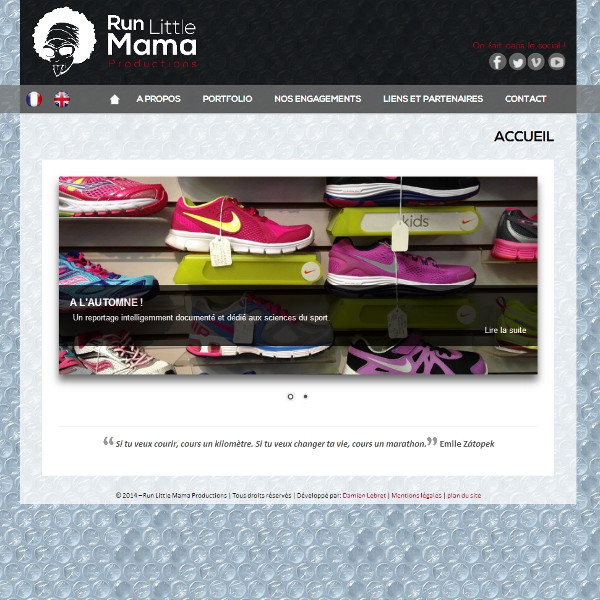 Run Little
Mama
Productions
On fait dans le social !
A PROPOS PORTFOLIO NOS ENGAGEMENTS LIENS ET PARTENAIRES CONTACT
ACCUEIL
kids
A L'AUTOMNE !
Un reportage intelligemment documenté et dédié aux sciences du sport.
Lire la suite
“ Si tu veux courir, cours un kilomètre. Si tu veux changer ta vie, cours un marathon.” Emile Zátopek
© 2014 – Run Little Mama Productions | Tous droits réservés | Développé par: Damien Lebret | Mentions légales | plan du site